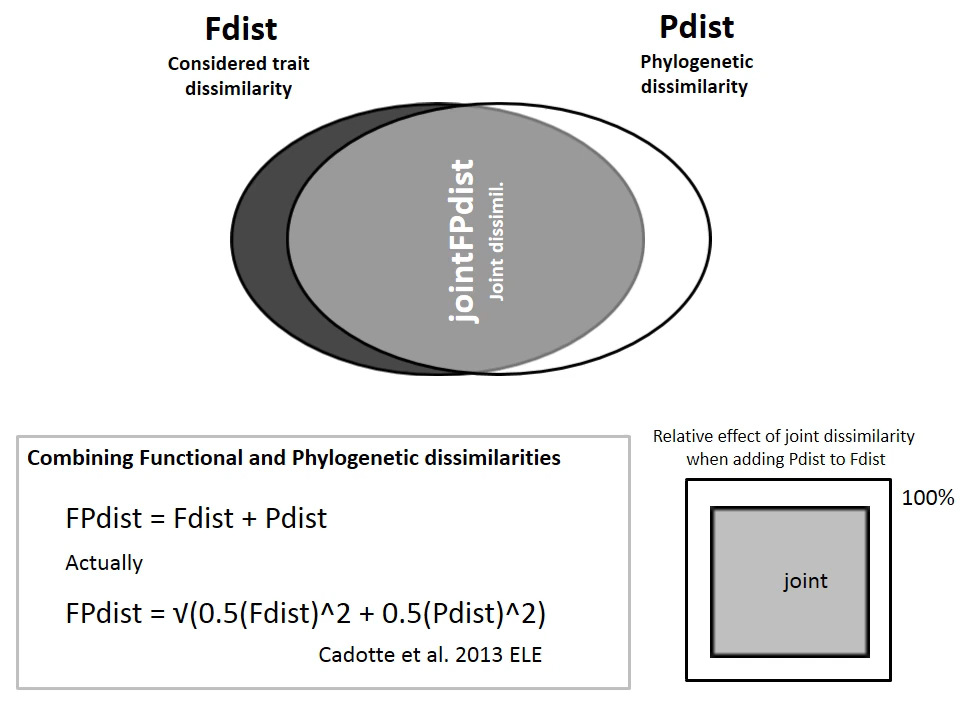 Fdist
Considered trait
dissimilarity
Pdist
Phylogenetic
dissimilarity
jointFPdist
Joint dissimil.
Combining Functional and Phylogenetic dissimilarities
FPdist = Fdist + Pdist
Actually
FPdist = √(0.5(Fdist)^2 + 0.5(Pdist)^2)
Cadotte et al. 2013 ELE
Relative effect of joint dissimilarity
when adding Pdist to Fdist
100%
joint